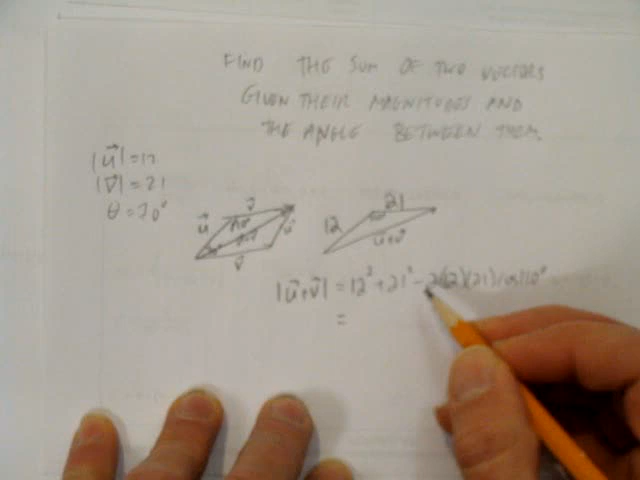 FIND THE SUM OF TWO VECTORS
GIVEN THEIR MAGNITUDES AND
THE ANGLE BETWEEN THEM.
|u⃗| = 12
|v⃗| = 21
θ = 70°
v⃗
u⃗
u⃗
v⃗
21
12
u⃗+v⃗
|u⃗+v⃗| = 12² + 21² - 2(12)(21)cos110°
=